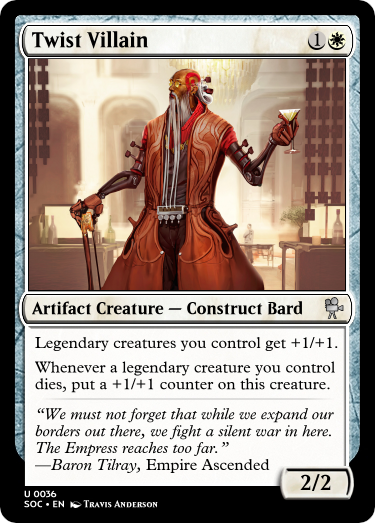 Twist Villain 1
Artifact Creature — Construct Bard
Legendary creatures you control get +1/+1.
Whenever a legendary creature you control
dies, put a +1/+1 counter on this creature.
“We must not forget that while we expand our
borders out there, we fight a silent war in here.
The Empress reaches too far.”
—Baron Tilray, Empire Ascended
2/2
U 0036
SOC • EN Travis Anderson